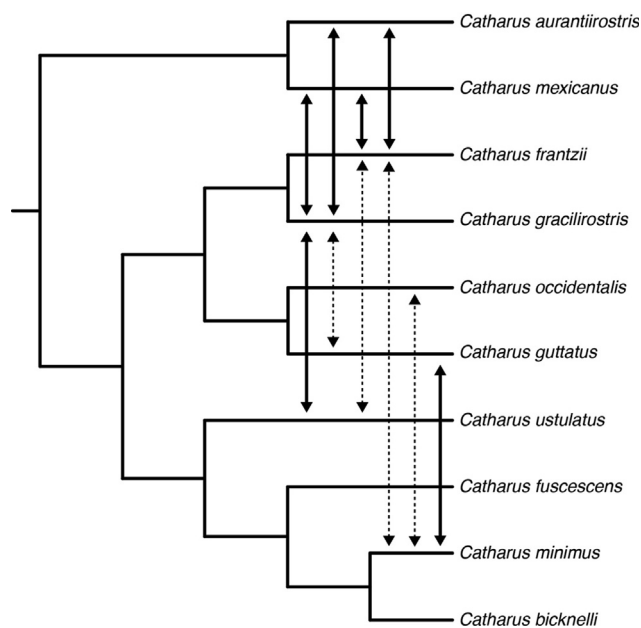 Catharus aurantiirostris
Catharus mexicanus
Catharus frantzii
Catharus gracilirostris
Catharus occidentalis
Catharus guttatus
Catharus ustulatus
Catharus fuscescens
Catharus minimus
Catharus bicknelli